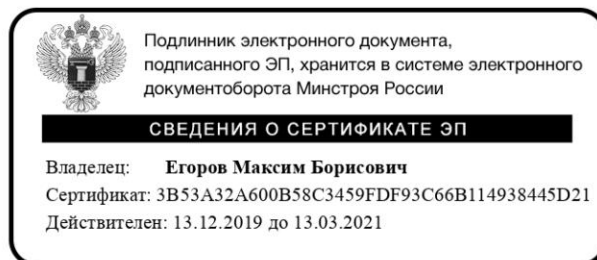 Подлинник электронного документа,
подписанного ЭП, хранится в системе электронного
документоборота Минстроя России
СВЕДЕНИЯ О СЕРТИФИКАТЕ ЭП
Владелец: Егоров Максим Борисович
Сертификат: 3B53A32A600B58C3459FDF93C66B114938445D21
Действителен: 13.12.2019 до 13.03.2021